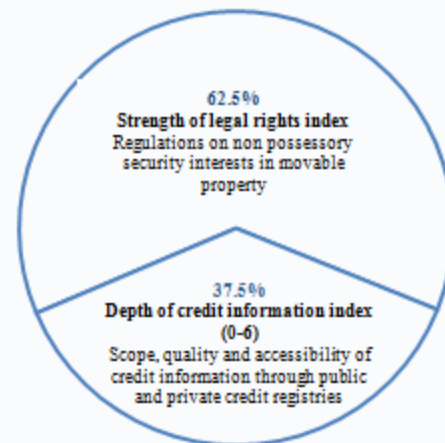 62.5%
Strength of legal rights index
Regulations on non possessory
security interests in movable
property
37.5%
Depth of credit information index
(0-6)
Scope, quality and accessibility of
credit information through public
and private credit registries